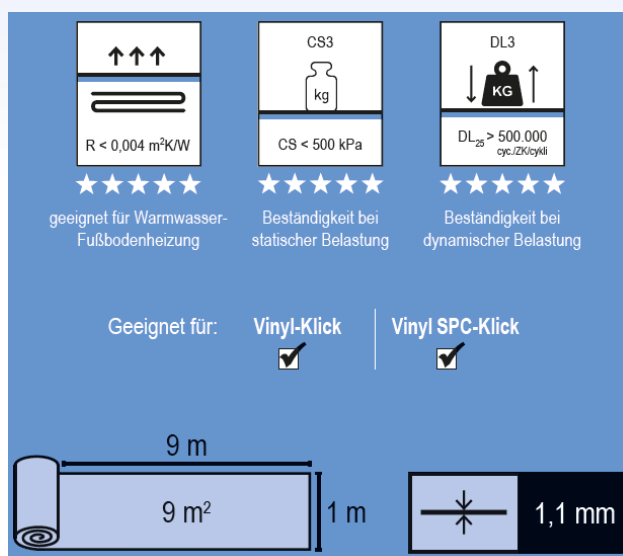 R < 0,004 m²K/W
geeignet für Warmwasser-
Fußbodenheizung
CS3
kg
CS < 500 kPa
Beständigkeit bei
statischer Belastung
DL3
KG
DL₂₅ > 500.000
cyc./ZK/cykli
Beständigkeit bei
dynamischer Belastung
Geeignet für: Vinyl-Klick Vinyl SPC-Klick
9 m
9 m²
1 m
1,1 mm